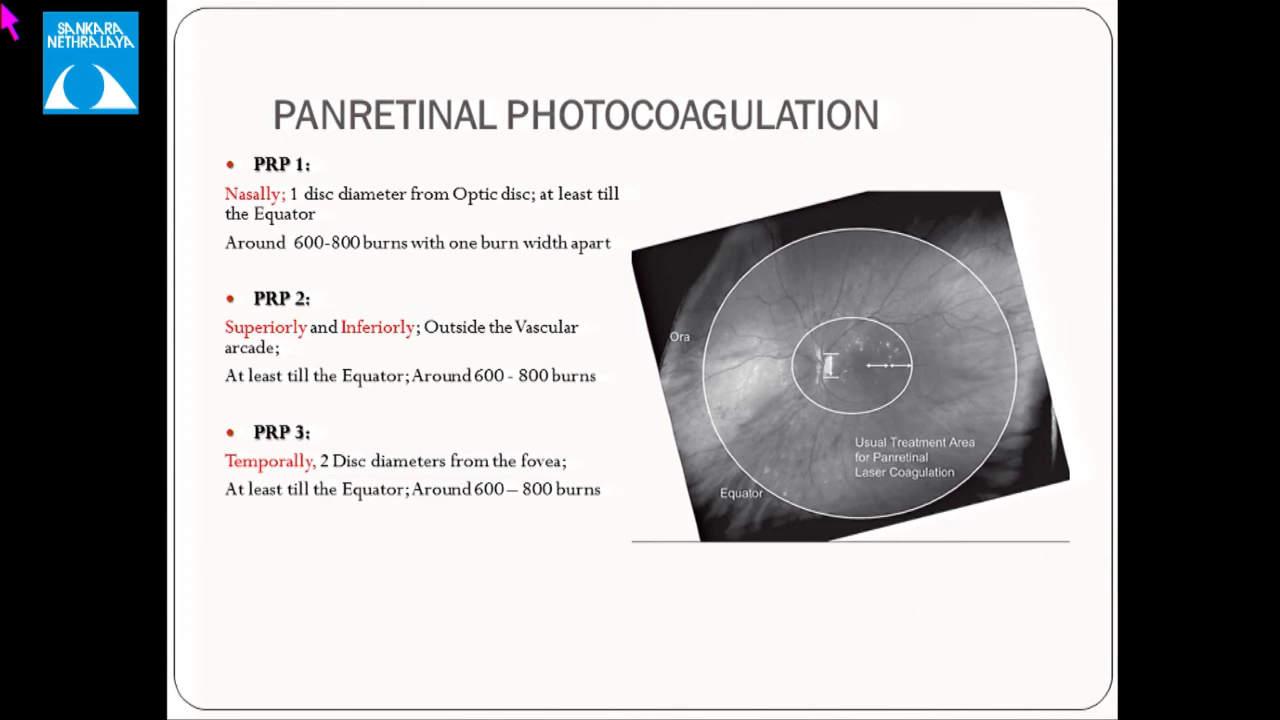 SANKARA
NETHRALAYA
PANRETINAL PHOTOCOAGULATION
• PRP 1:
Nasally; 1 disc diameter from Optic disc; at least till
the Equator
Around 600-800 burns with one burn width apart
• PRP 2:
Superiorly and Inferiorly; Outside the Vascular
arcade;
At least till the Equator; Around 600 - 800 burns
• PRP 3:
Temporally, 2 Disc diameters from the fovea;
At least till the Equator; Around 600 – 800 burns
Ora
Usual Treatment Area
for Panretinal
Laser Coagulation
Equator